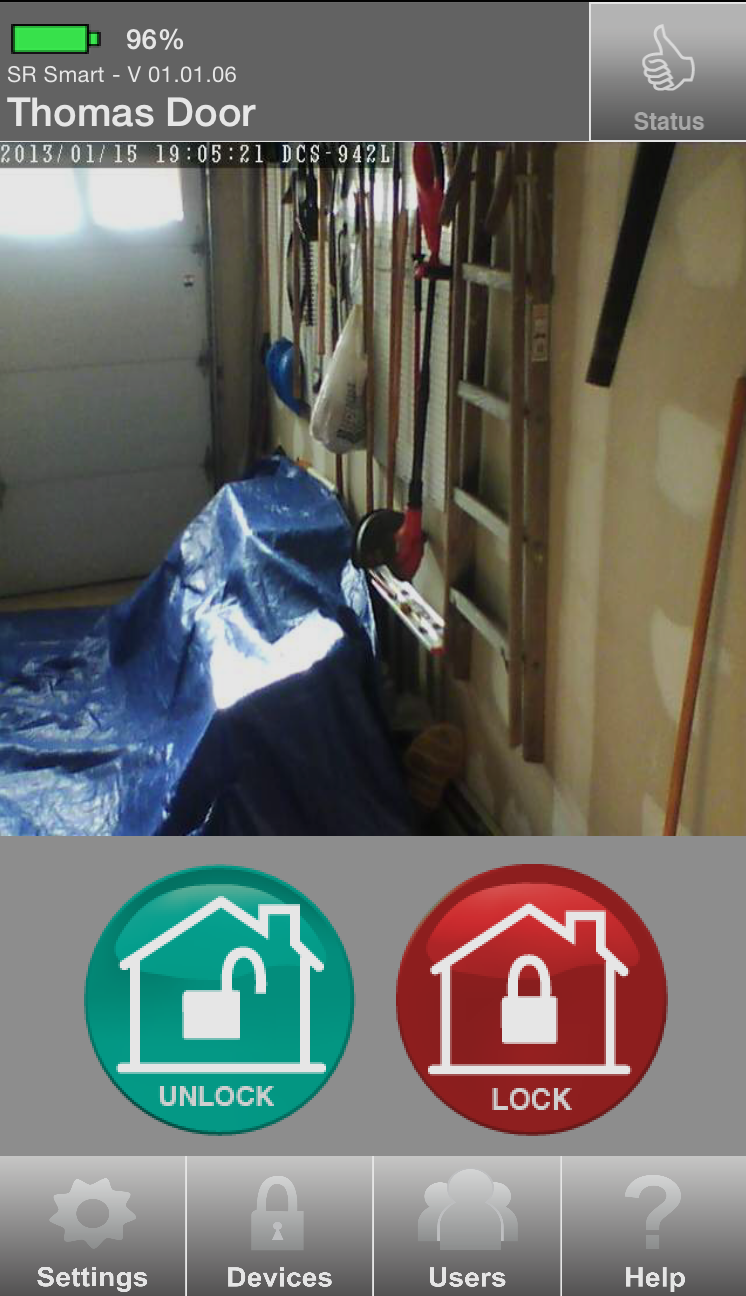 96%
SR Smart - V 01.01.06
Thomas Door
Status
2013/01/15 19:05:21 DCS-942L
UNLOCK
LOCK
Settings
Devices
Users
Help